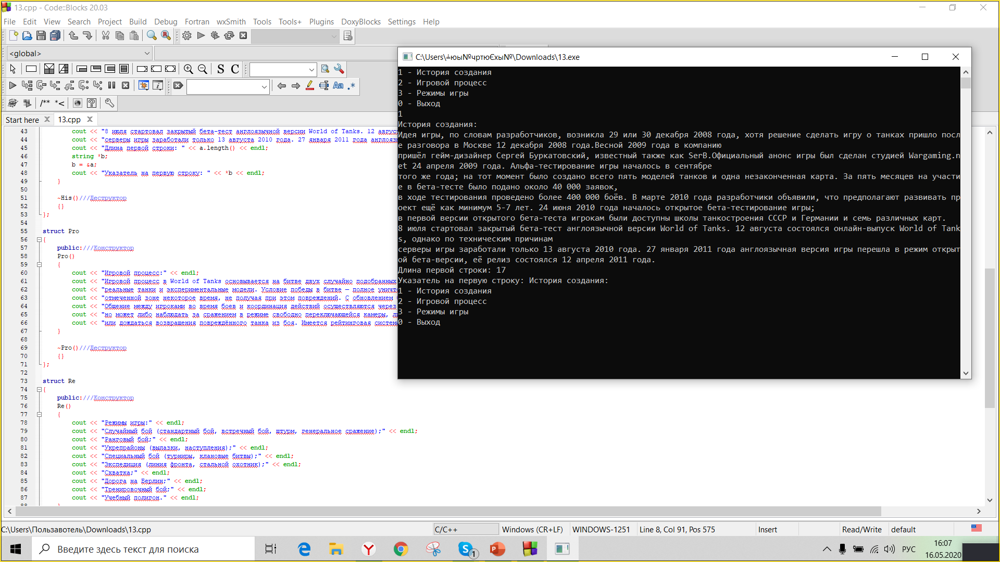 13.cpp - Code::Blocks 20.03
File Edit View Search Project Build Debug Fortran wxSmith Tools Tools+ Plugins DoxyBlocks Settings Help
<global>
S C
/** *<
Start here 13.cpp
43 cout << "8 июля стартовал закрытый бета-тест англоязычной версии World of Tanks. 12 авгус
44 cout << "серверы игры заработали только 13 августа 2010 года. 27 января 2011 года англояз
45 cout << "Длина первой строки: " << a.length() << endl;
46 string *b;
47 b = &a;
48 cout << "Указатель на первую строку: " << *b << endl;
49 }
50
51 ~His()///Деструктор
52 {}
53 };
54
55 struct Pro
56 {
57 public:///Конструктор
58 Pro()
59 {
60 cout << "Игровой процесс:" << endl;
61 cout << "Игровой процесс в World of Tanks основывается на битве двух случайно подобранных
62 cout << "реальные танки и экспериментальные модели. Условие победы в битве — полное уничто
63 cout << "отмеченной зоне некоторое время, не получая при этом повреждений. С обновлением
64 cout << "Общение между игроками во время боев и координация действий осуществляются через
65 cout << "но может либо наблюдать за сражением в режиме свободно переключающейся камеры, ли
66 cout << "или дождаться возвращения повреждённого танка из боя. Имеется рейтинговая система
67 }
68
69 ~Pro()///Деструктор
70 {}
71 };
72
73 struct Re
74 {
75 public:///Конструктор
76 Re()
77 {
78 cout << "Режимы игры:" << endl;
79 cout << "Случайный бой (стандартный бой, встречный бой, штурм, генеральное сражение);" << endl;
80 cout << "Ранговый бой;" << endl;
81 cout << "Укрепрайоны (вылазки, наступления);" << endl;
82 cout << "Специальный бой (турниры, клановые битвы);" << endl;
83 cout << "Экспедиция (линия фронта, стальной охотник);" << endl;
84 cout << "Схватка;" << endl;
85 cout << "Дорога на Берлин;" << endl;
86 cout << "Тренировочный бой;" << endl;
87 cout << "Учебный полигон." << endl;
C:\Users\╧юы№чртюЄхы№\Downloads\13.exe
1 - История создания
2 - Игровой процесс
3 - Режимы игры
0 - Выход
1
История создания:
Идея игры, по словам разработчиков, возникла 29 или 30 декабря 2008 года, хотя решение сделать игру о танках пришло посл
е разговора в Москве 12 декабря 2008 года.Весной 2009 года в компанию
пришёл гейм-дизайнер Сергей Буркатовский, известный также как SerB.Официальный анонс игры был сделан студией Wargaming.n
et 24 апреля 2009 года. Альфа-тестирование игры началось в сентябре
того же года; на тот момент было создано всего пять моделей танков и одна незаконченная карта. За пять месяцев на участи
е в бета-тесте было подано около 40 000 заявок,
в ходе тестирования проведено более 400 000 боёв. В марте 2010 года разработчики объявили, что предполагают развивать пр
оект ещё как минимум 5-7 лет. 24 июня 2010 года началось открытое бета-тестирование игры;
в первой версии открытого бета-теста игрокам были доступны школы танкостроения СССР и Германии и семь различных карт.
8 июля стартовал закрытый бета-тест англоязычной версии World of Tanks. 12 августа состоялся онлайн-выпуск World of Tank
s, однако по техническим причинам
серверы игры заработали только 13 августа 2010 года. 27 января 2011 года англоязычная версия игры перешла в режим открыт
ой бета-версии, её релиз состоялся 12 апреля 2011 года.
Длина первой строки: 17
Указатель на первую строку: История создания:
1 - История создания
2 - Игровой процесс
3 - Режимы игры
0 - Выход
C:\Users\Пользаватель\Downloads\13.cpp C/C++ Windows (CR+LF) WINDOWS-1251 Line 8, Col 91, Pos 575 Insert Read/Write default
Введите здесь текст для поиска
РУС
16:07
16.05.2020